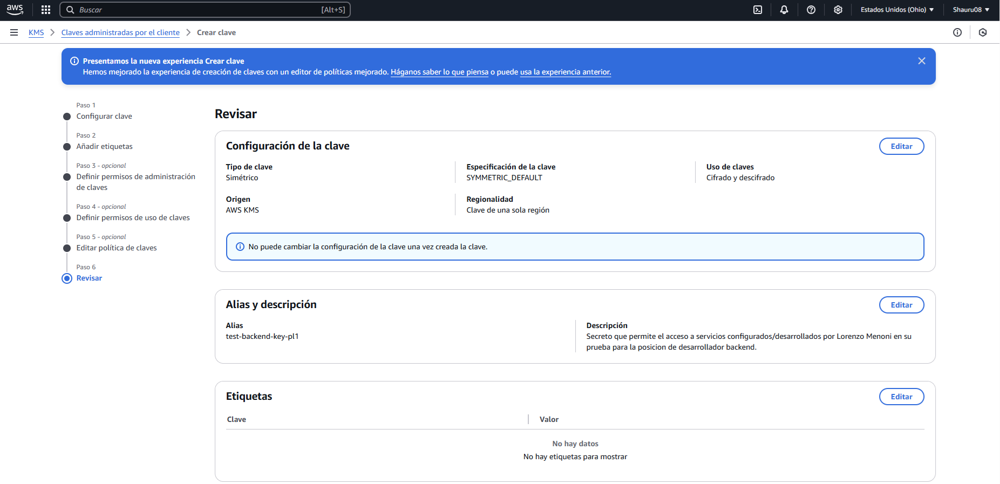 aws
Buscar
[Alt+S]
Estados Unidos (Ohio)
Shauru08
KMS
Claves administradas por el cliente
Crear clave
Presentamos la nueva experiencia Crear clave
Hemos mejorado la experiencia de creación de claves con un editor de políticas mejorado. Háganos saber lo que piensa o puede usa la experiencia anterior.
Paso 1
Configurar clave
Paso 2
Añadir etiquetas
Paso 3 - opcional
Definir permisos de administración
de claves
Paso 4 - opcional
Definir permisos de uso de claves
Paso 5 - opcional
Editar política de claves
Paso 6
Revisar
Revisar
Configuración de la clave
Editar
Tipo de clave
Simétrico
Especificación de la clave
SYMMETRIC_DEFAULT
Uso de claves
Cifrado y descifrado
Origen
AWS KMS
Regionalidad
Clave de una sola región
No puede cambiar la configuración de la clave una vez creada la clave.
Alias y descripción
Editar
Alias
test-backend-key-pl1
Descripción
Secreto que permite el acceso a servicios configurados/desarrollados por Lorenzo Menoni en su
prueba para la posicion de desarrollador backend.
Etiquetas
Editar
Clave
Valor
No hay datos
No hay etiquetas para mostrar